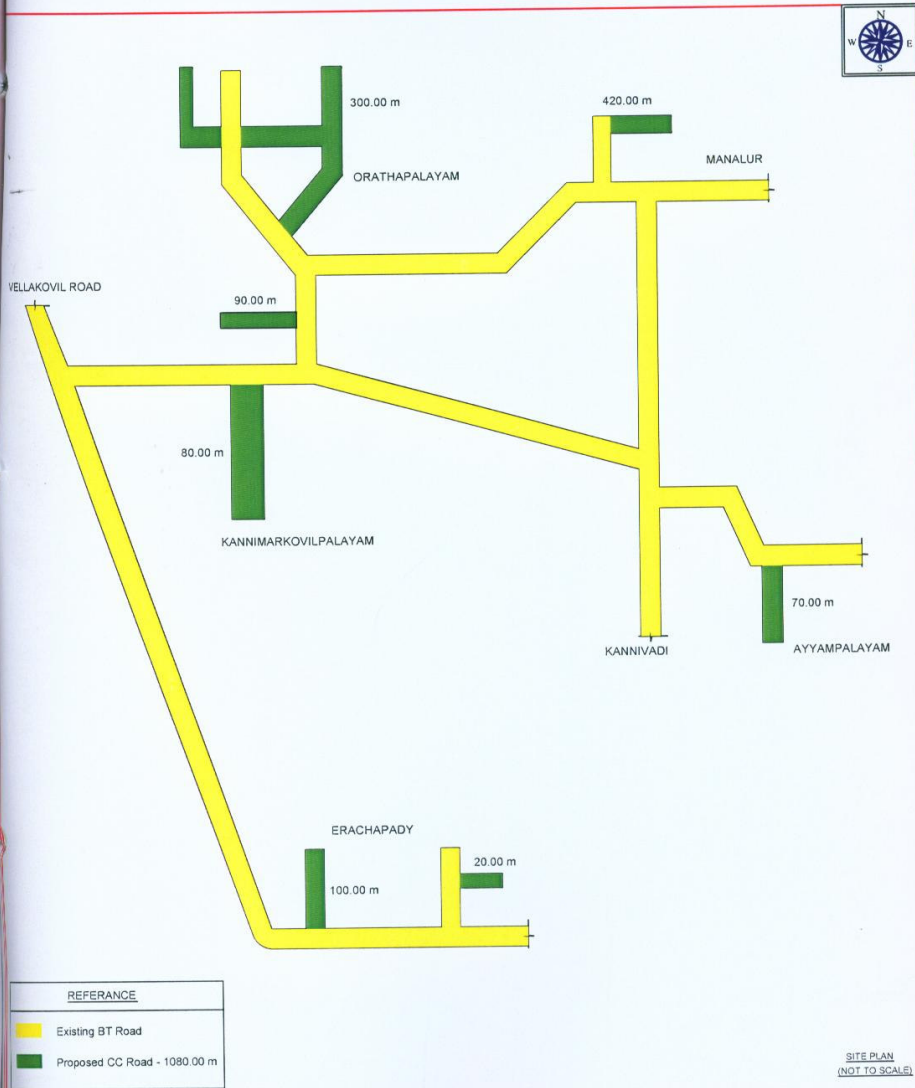 N
W E
S
300.00 m
420.00 m
MANALUR
ORATHAPALAYAM
VELLAKOVIL ROAD
90.00 m
80.00 m
KANNIMARKOVILPALAYAM
70.00 m
KANNIVADI
AYYAMPALAYAM
ERACHAPADY
20.00 m
100.00 m
REFERANCE
Existing BT Road
Proposed CC Road - 1080.00 m
SITE PLAN
(NOT TO SCALE)